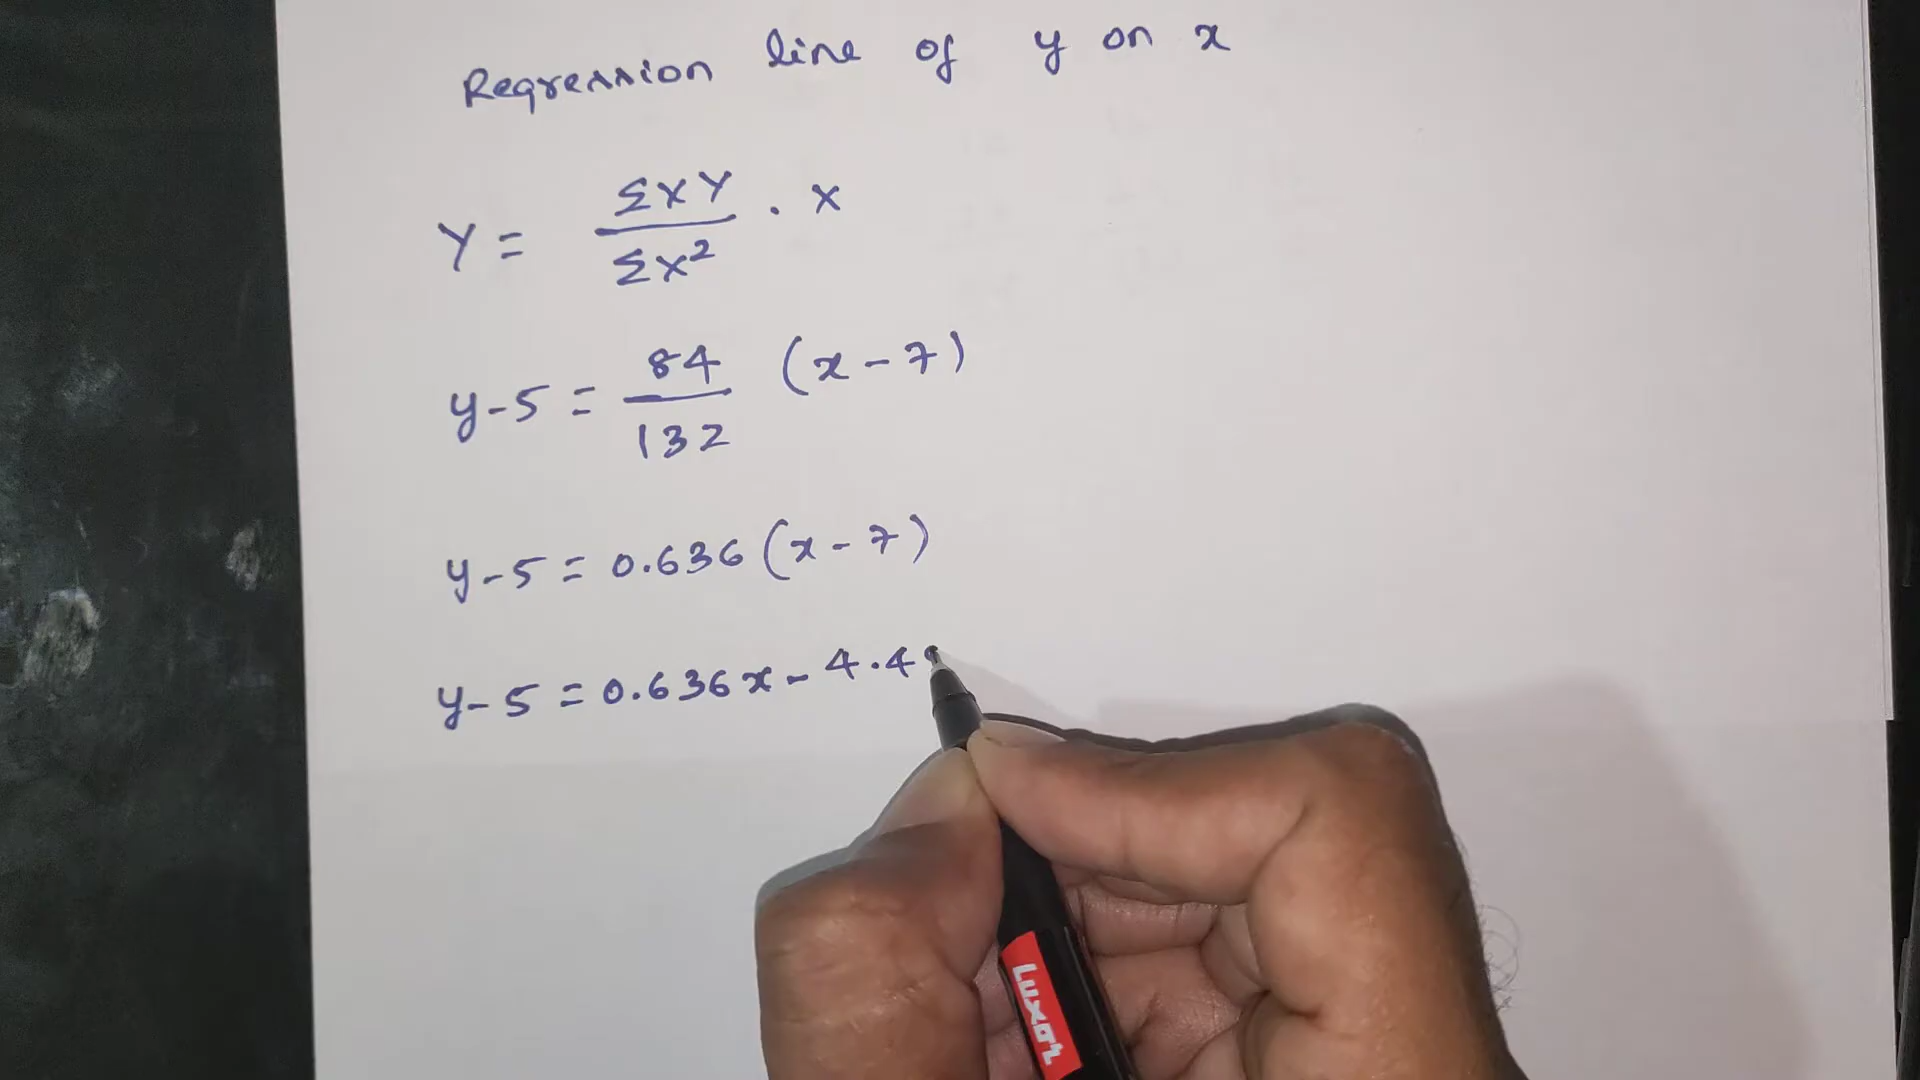 Regression line of y on x
Y = ΣXY / ΣX² . X
y - 5 = 84 / 132 (x - 7)
y - 5 = 0.636 (x - 7)
y - 5 = 0.636x - 4.4
Luxor